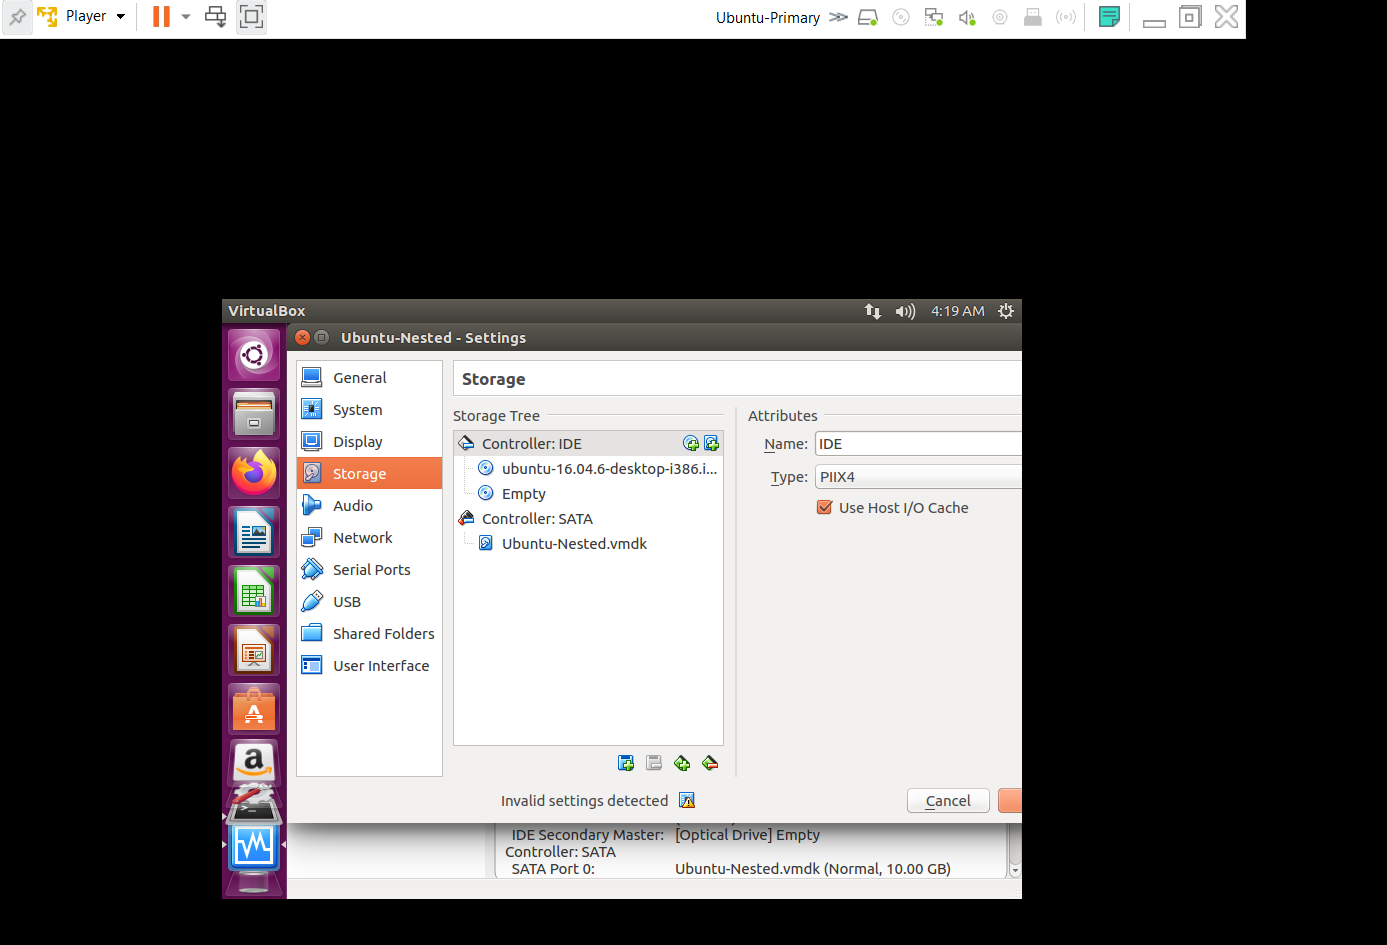 Player
Ubuntu-Primary
VirtualBox
4:19 AM
Ubuntu-Nested - Settings
General
System
Display
Storage
Audio
Network
Serial Ports
USB
Shared Folders
User Interface
Storage
Storage Tree
Controller: IDE
ubuntu-16.04.6-desktop-i386.i...
Empty
Controller: SATA
Ubuntu-Nested.vmdk
Attributes
Name: IDE
Type: PIIX4
Use Host I/O Cache
Invalid settings detected
Cancel
IDE Secondary Master: [Optical Drive] Empty
Controller: SATA
SATA Port 0: Ubuntu-Nested.vmdk (Normal, 10.00 GB)